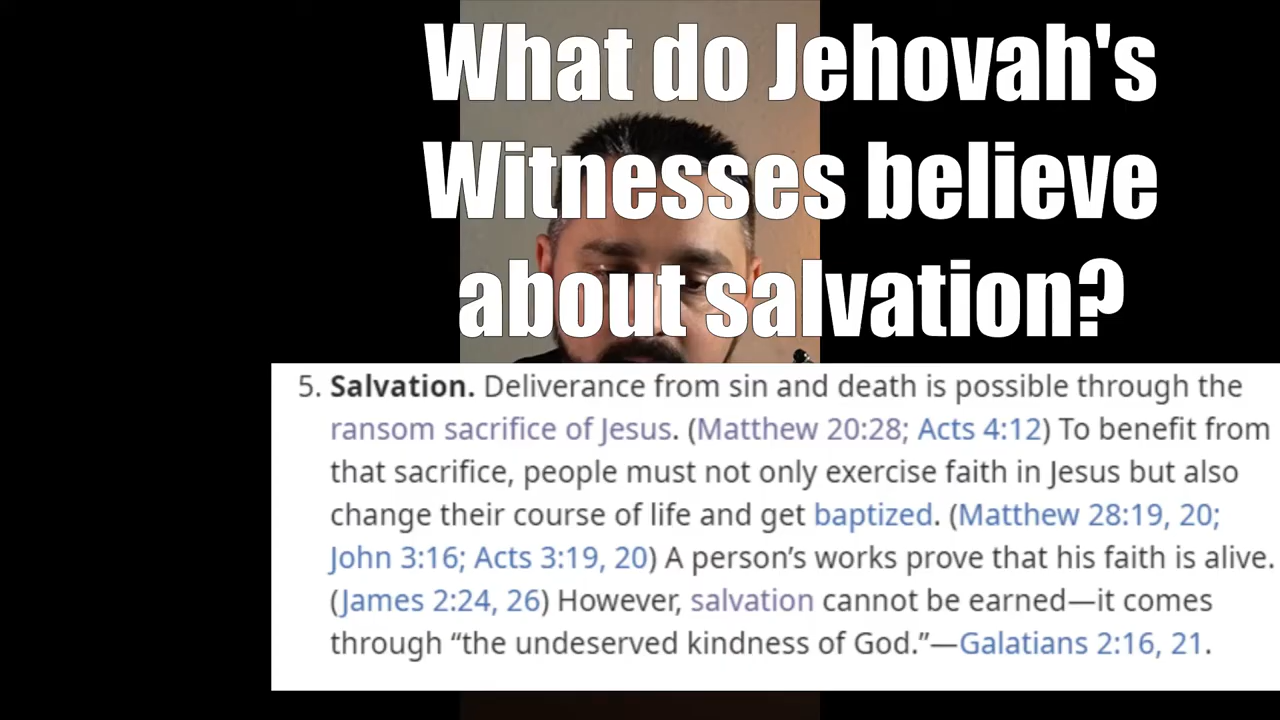 What do Jehovah's
Witnesses believe
about salvation?
5. Salvation. Deliverance from sin and death is possible through the
ransom sacrifice of Jesus. (Matthew 20:28; Acts 4:12) To benefit from
that sacrifice, people must not only exercise faith in Jesus but also
change their course of life and get baptized. (Matthew 28:19, 20;
John 3:16; Acts 3:19, 20) A person’s works prove that his faith is alive.
(James 2:24, 26) However, salvation cannot be earned—it comes
through “the undeserved kindness of God.”—Galatians 2:16, 21.